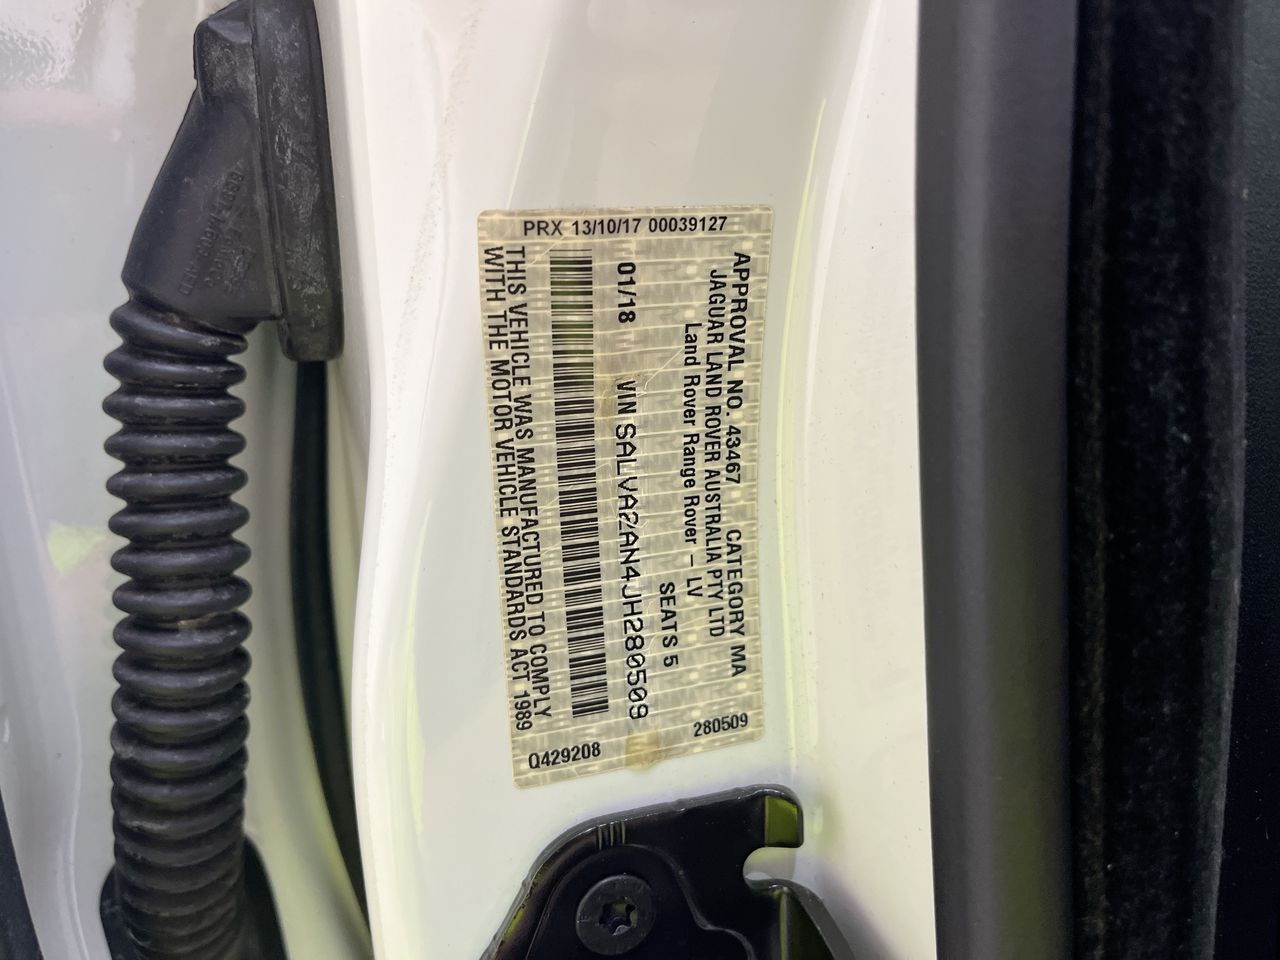 PRX 13/10/17 00039127
APPROVAL NO. 43467 CATEGORY MA
JAGUAR LAND ROVER AUSTRALIA PTY LTD
Land Rover Range Rover - LV
SEATS 5
01/18 VIN SALVA2AN4JH280509
THIS VEHICLE WAS MANUFACTURED TO COMPLY
WITH THE MOTOR VEHICLE STANDARDS ACT 1989
Q429208
280509